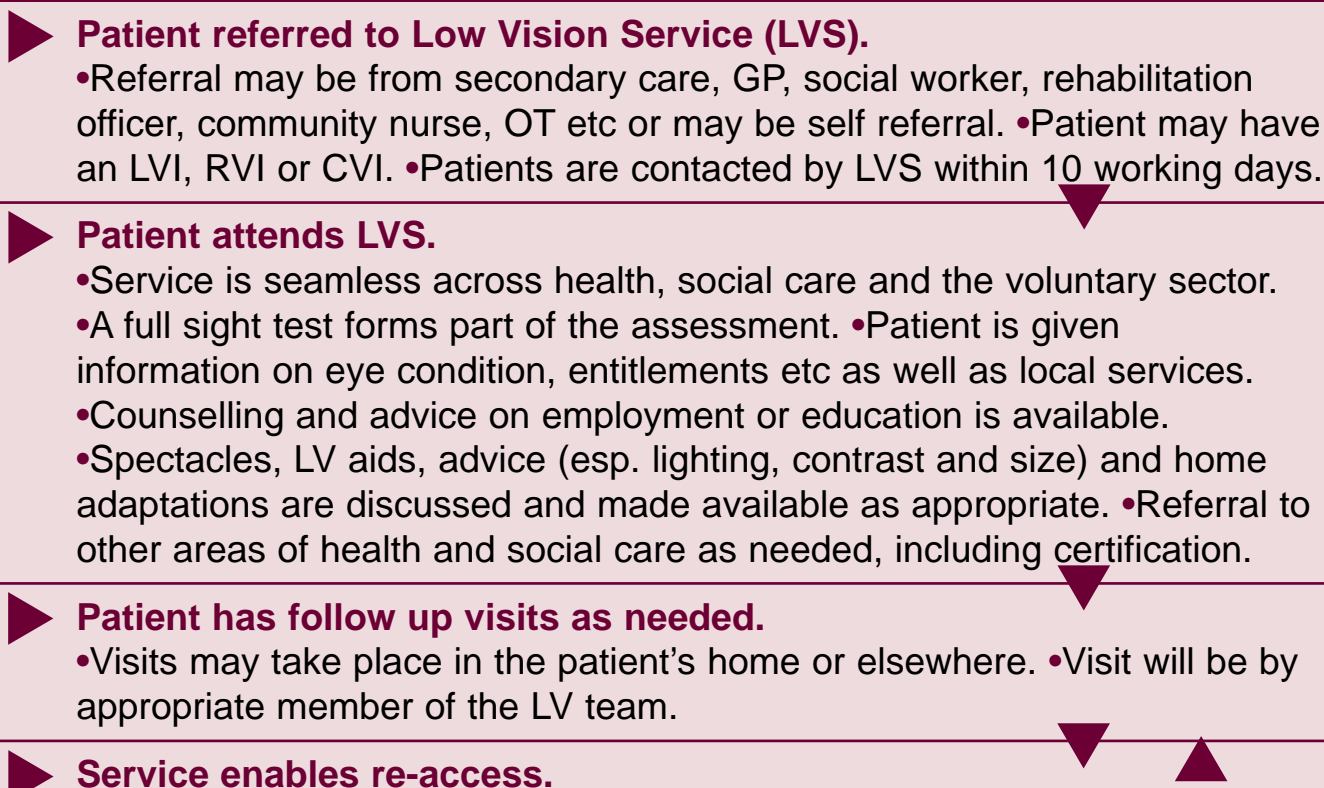 Patient referred to Low Vision Service (LVS).
•Referral may be from secondary care, GP, social worker, rehabilitation
officer, community nurse, OT etc or may be self referral. •Patient may have
an LVI, RVI or CVI. •Patients are contacted by LVS within 10 working days.
Patient attends LVS.
•Service is seamless across health, social care and the voluntary sector.
•A full sight test forms part of the assessment. •Patient is given
information on eye condition, entitlements etc as well as local services.
•Counselling and advice on employment or education is available.
•Spectacles, LV aids, advice (esp. lighting, contrast and size) and home
adaptations are discussed and made available as appropriate. •Referral to
other areas of health and social care as needed, including certification.
Patient has follow up visits as needed.
•Visits may take place in the patient's home or elsewhere. •Visit will be by
appropriate member of the LV team.
Service enables re-access.